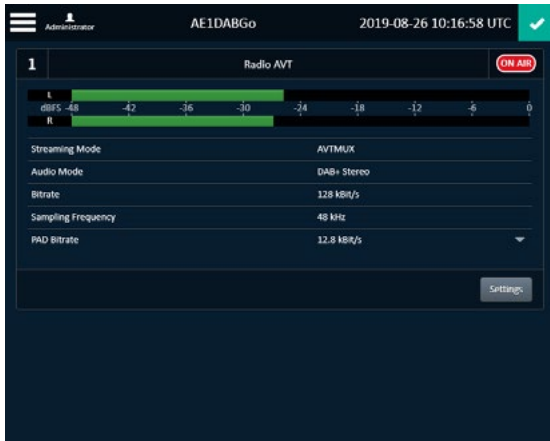 Administrator AE1DABGo 2019-08-26 10:16:58 UTC
1 Radio AVT ON AIR
L
dBFS -48 -42 -36 -30 -24 -18 -12 -6 0
R
Streaming Mode AVTMUX
Audio Mode DAB+ Stereo
Bitrate 128 kBit/s
Sampling Frequency 48 kHz
PAD Bitrate 12.8 kBit/s
Settings